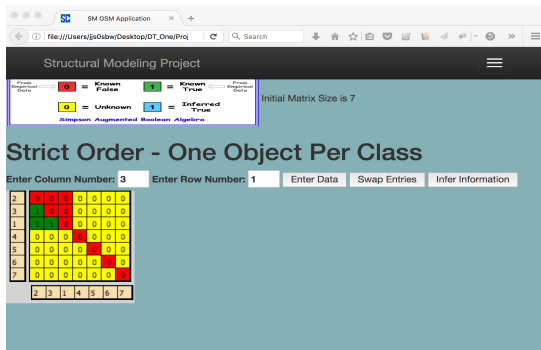 SM GSM Application × +
file:///Users/jjs0sbw/Desktop/DT_One/Proj C Search
Structural Modeling Project
From Empirical Data 0 = Known False 1 = Known True From Empirical Data
0 = Unknown 1 = Inferred True
Simpson Augmented Boolean Algebra
Initial Matrix Size is 7
Strict Order - One Object Per Class
Enter Column Number: 3 Enter Row Number: 1 Enter Data Swap Entries Infer Information
2 0 0 0 0 0 0 0
3 1 0 0 0 0 0 0
1 1 1 0 0 0 0 0
4 0 0 0 0 0 0 0
5 0 0 0 0 0 0 0
6 0 0 0 0 0 0 0
7 0 0 0 0 0 0 0
2 3 1 4 5 6 7